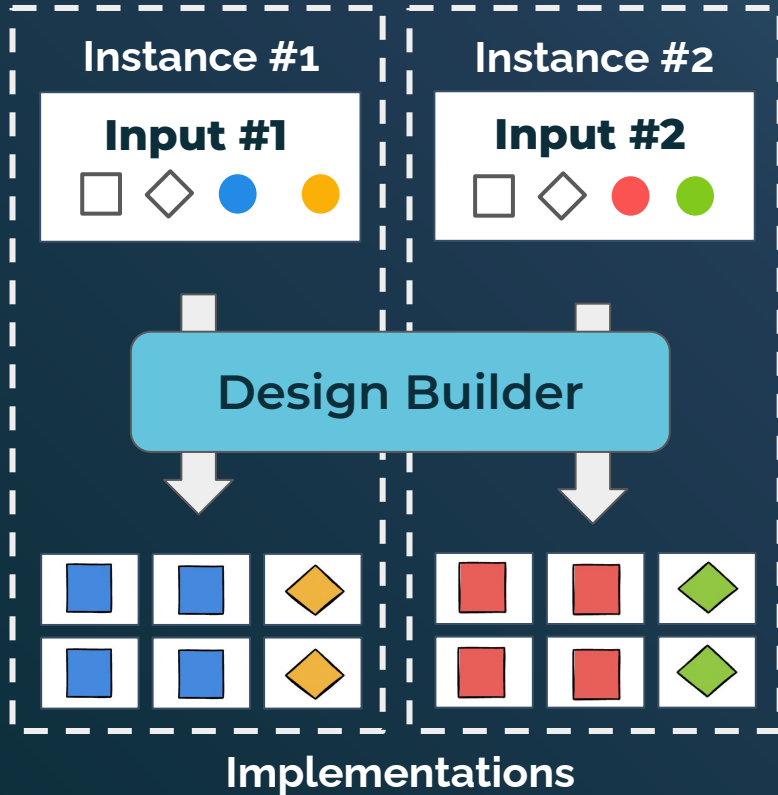 Instance #1
Instance #2
Input #1
Input #2
Design Builder
Implementations